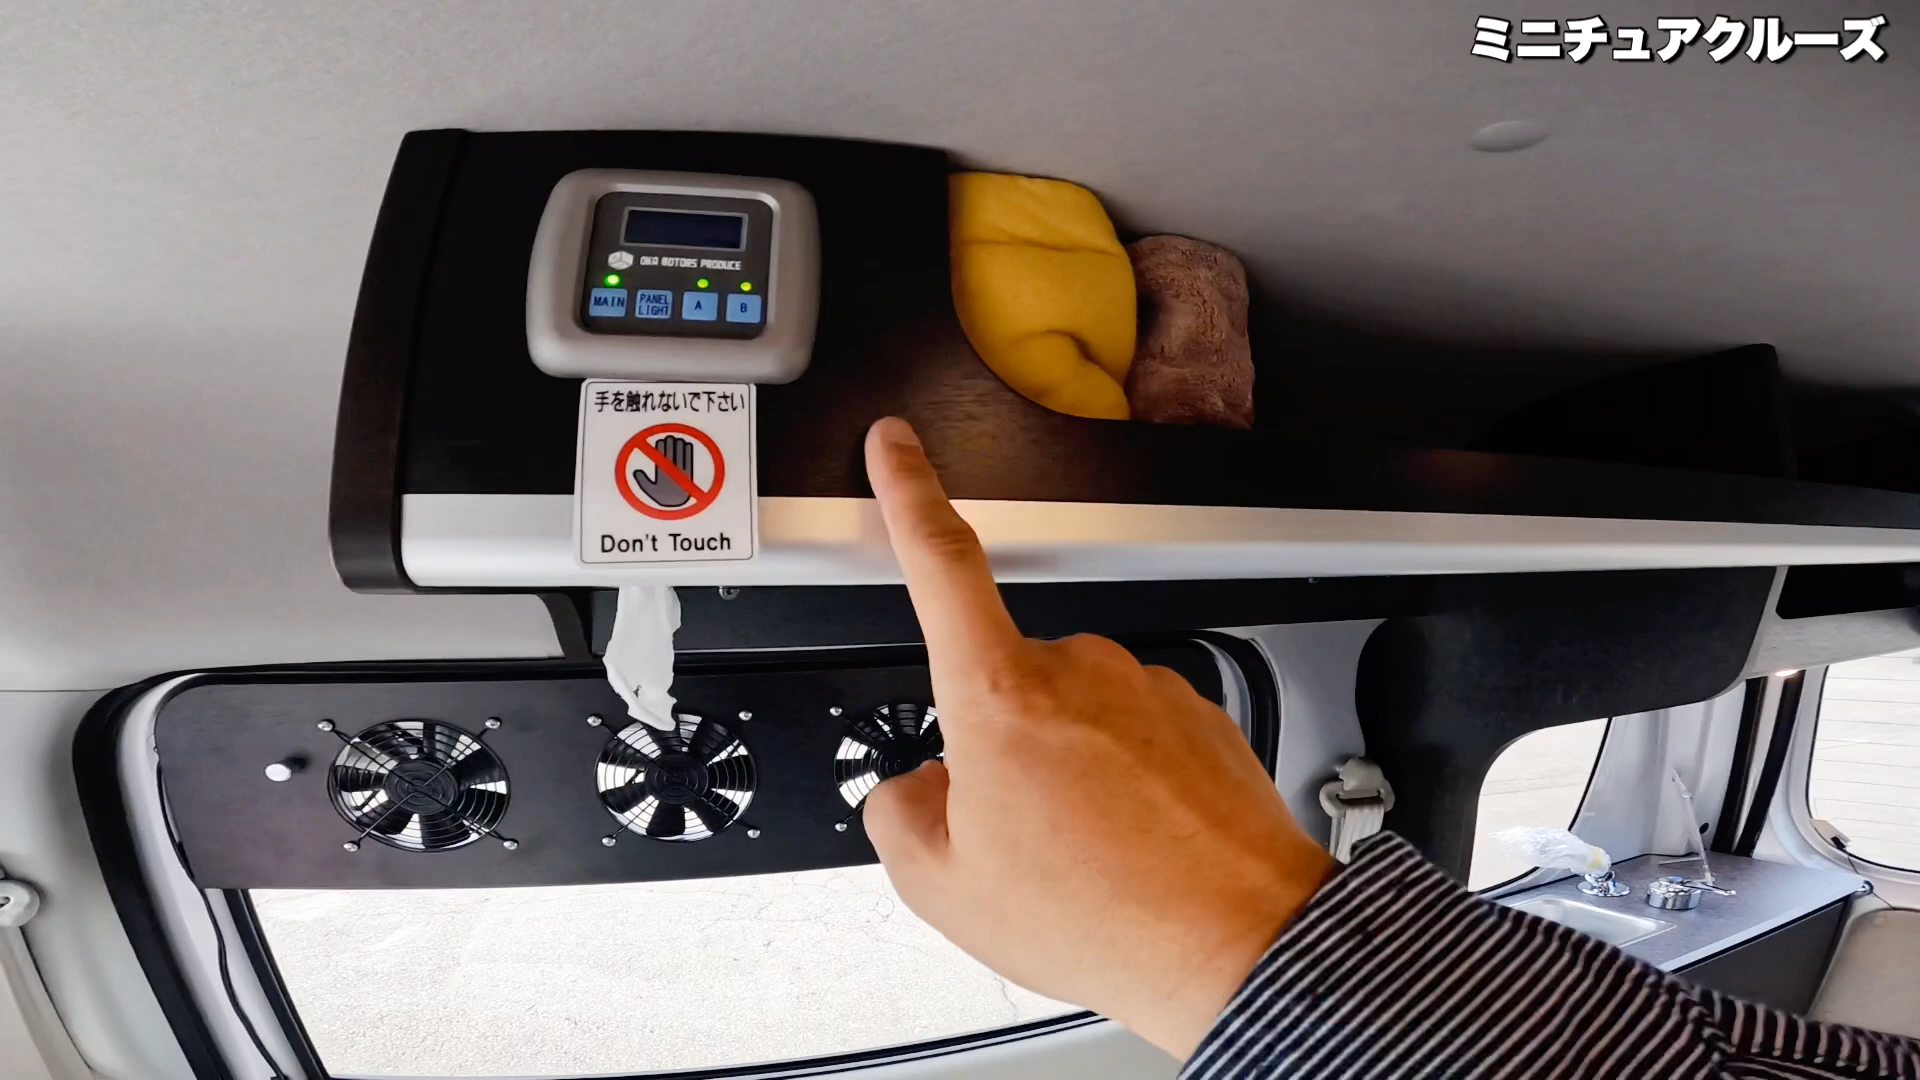 ミニチュアクルーズ
OKA MOTORS PRODUCE
MAIN
PANEL
LIGHT
A
B
手を触れないで下さい
Don't Touch